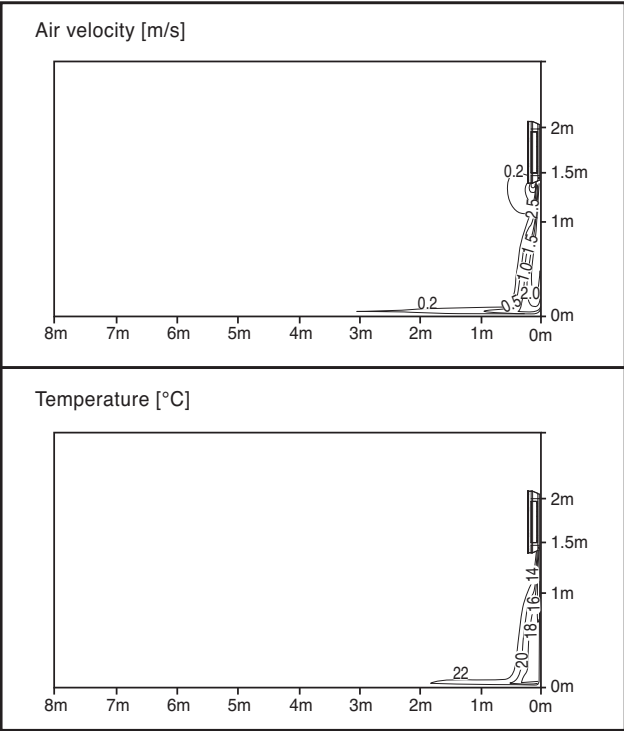 Air velocity [m/s]
2m
0.2
1.5m
2.5
1m
1.5
1.0
2.0
0.5
0.2
0m
8m 7m 6m 5m 4m 3m 2m 1m 0m
Temperature [°C]
2m
1.5m
14
1m
16
18
20
22
0m
8m 7m 6m 5m 4m 3m 2m 1m 0m